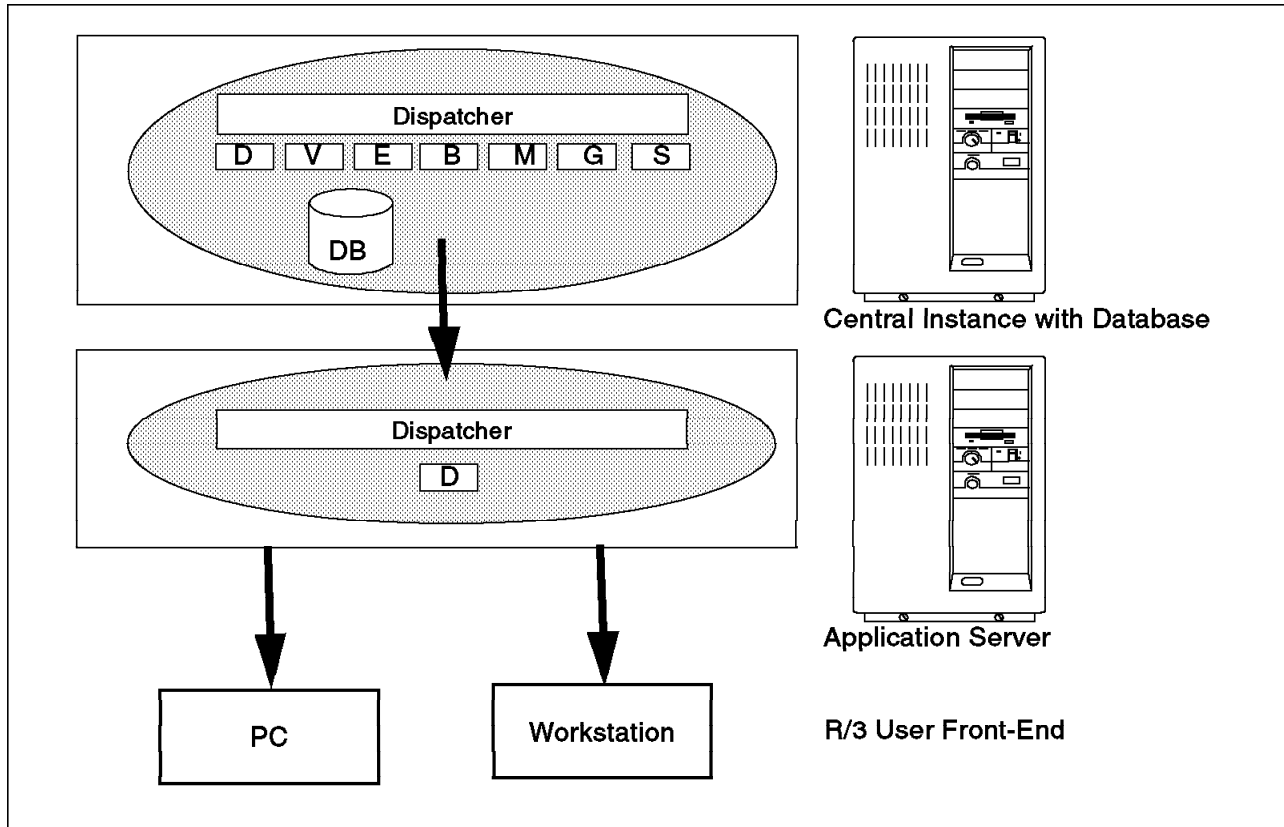 Dispatcher
D V E B M G S
DB
Central Instance with Database
Dispatcher
D
Application Server
PC
Workstation
R/3 User Front-End